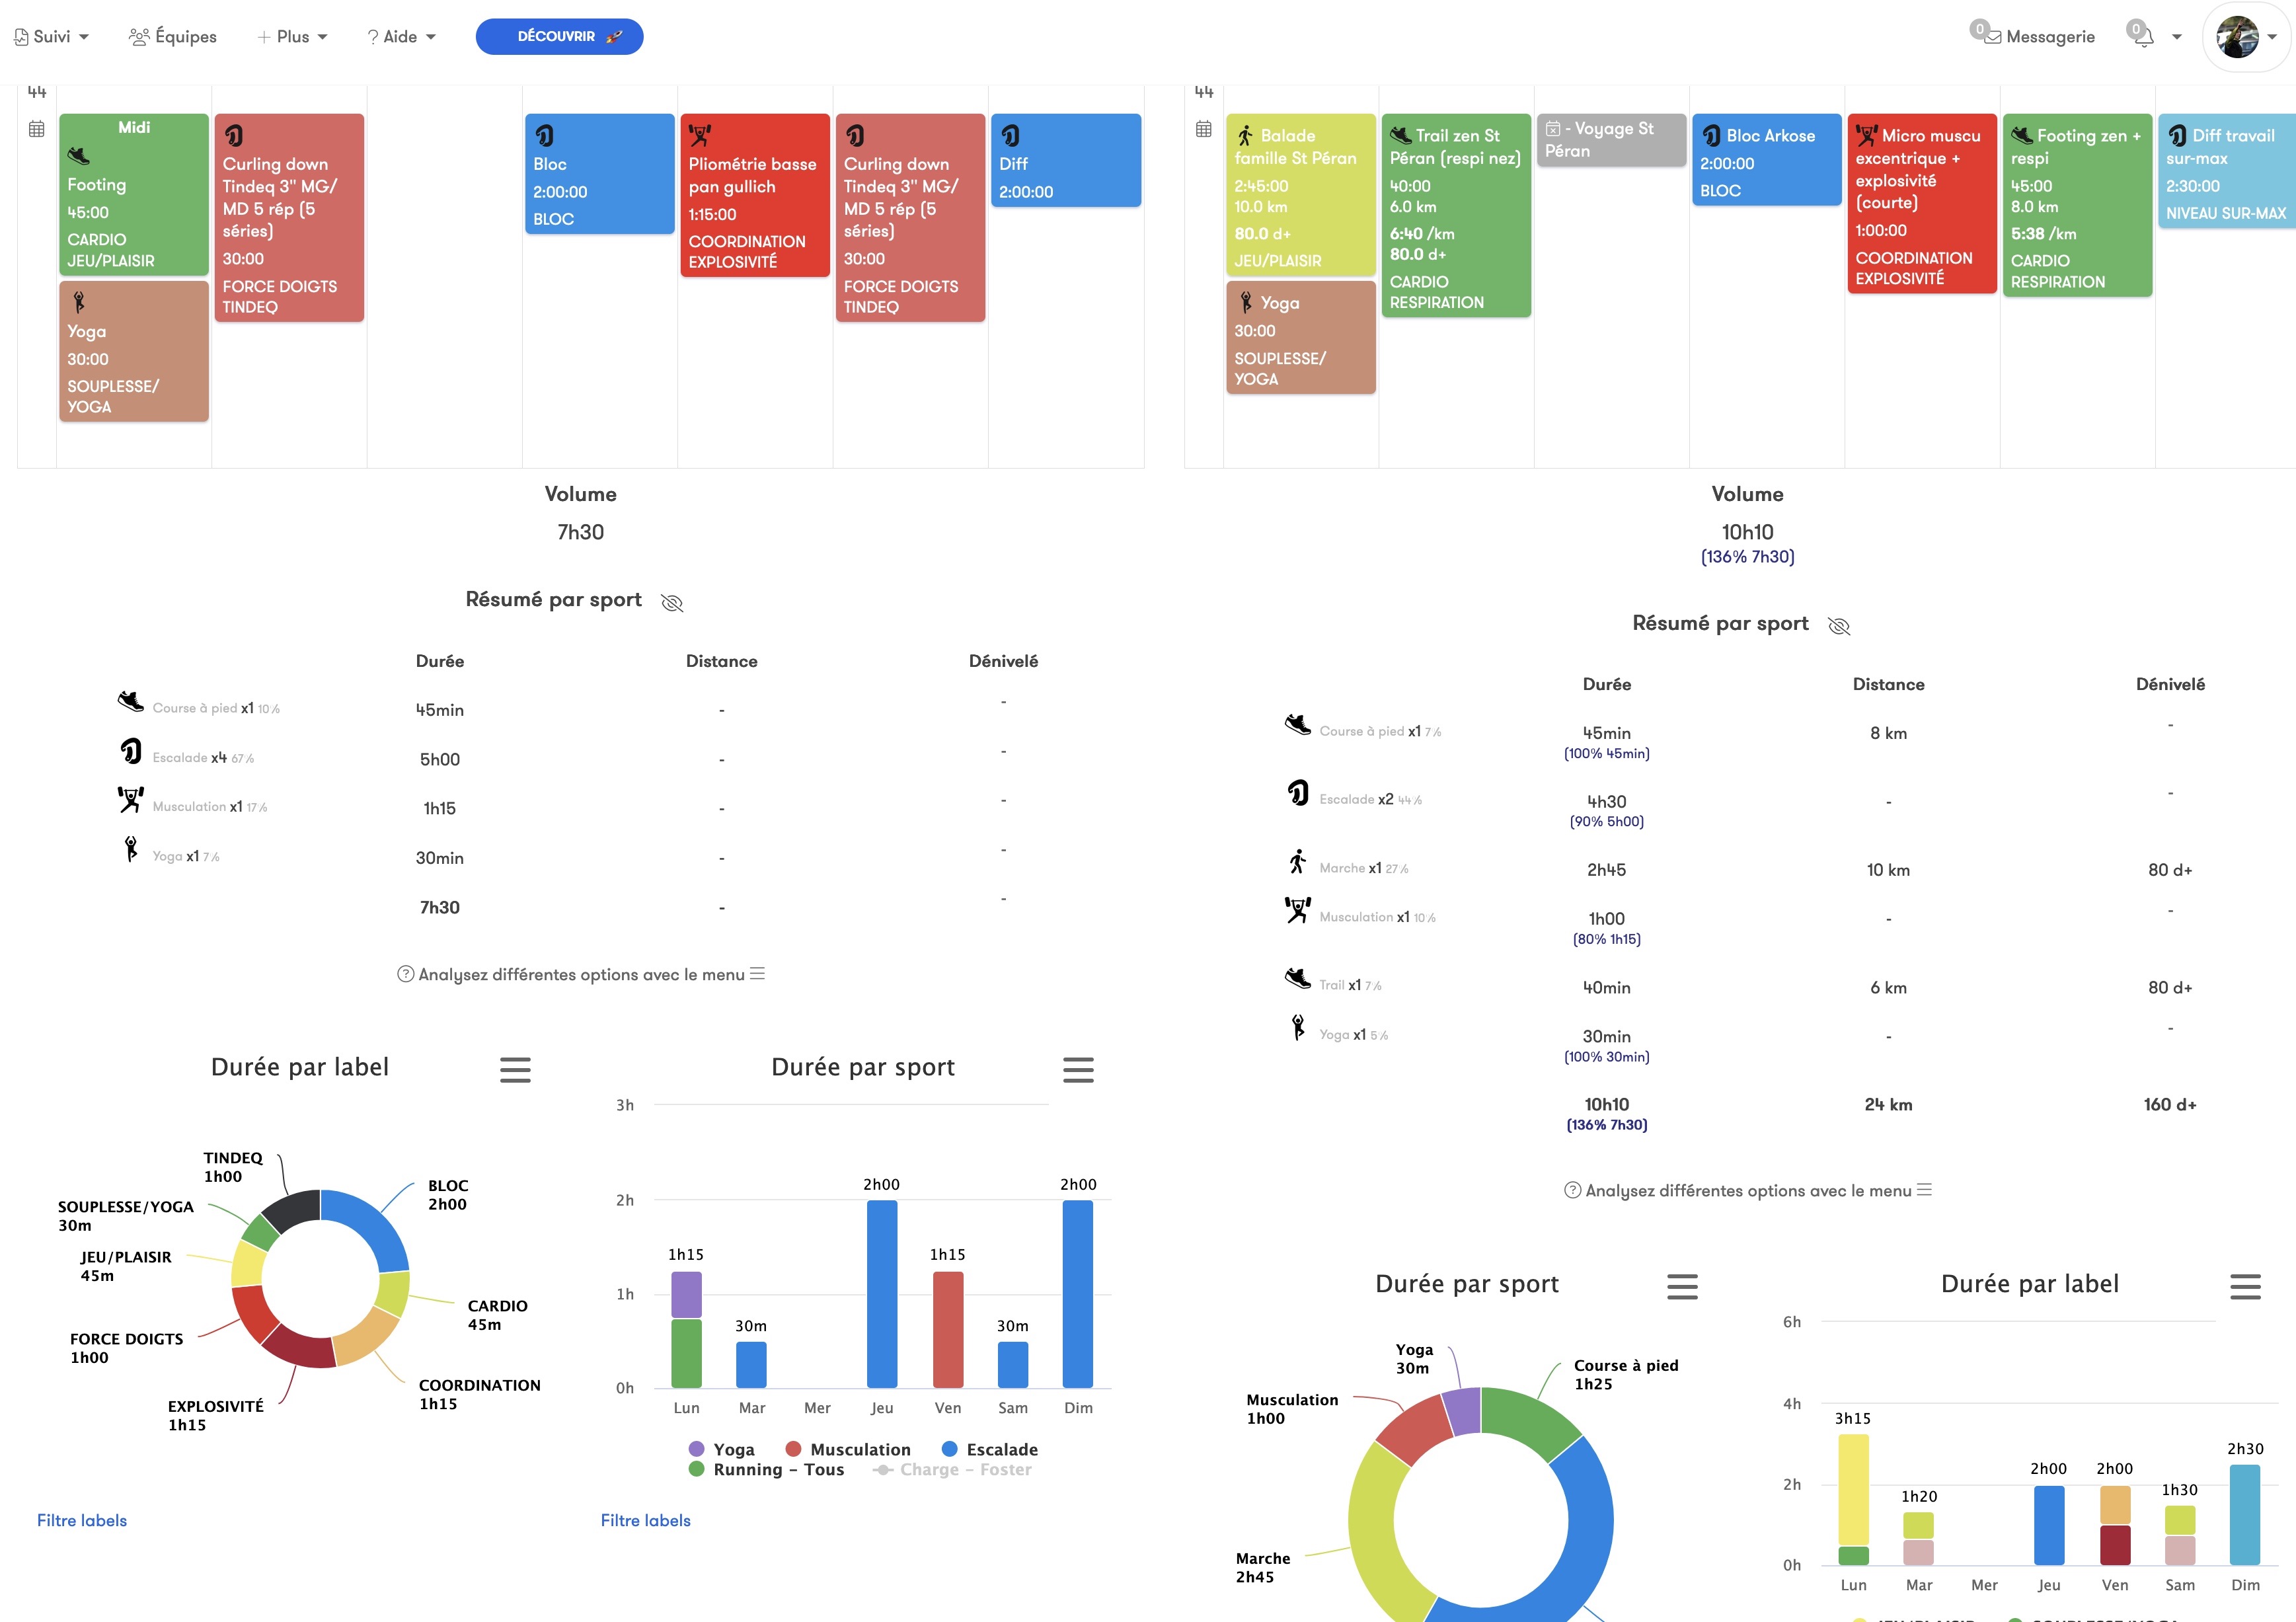 Suivi
Équipes
Plus
? Aide
DÉCOUVRIR
0
Messagerie
0
44
Midi
Footing
45:00
CARDIO
JEU/PLAISIR
Yoga
30:00
SOUPLESSE/
YOGA
Curling down
Tindeq 3" MG/
MD 5 rép (5
séries)
30:00
FORCE DOIGTS
TINDEQ
Bloc
2:00:00
BLOC
Pliométrie basse
pan gullich
1:15:00
COORDINATION
EXPLOSIVITÉ
Curling down
Tindeq 3" MG/
MD 5 rép (5
séries)
30:00
FORCE DOIGTS
TINDEQ
Diff
2:00:00
44
Balade
famille St Péran
2:45:00
10.0 km
80.0 d+
JEU/PLAISIR
Yoga
30:00
SOUPLESSE/
YOGA
Trail zen St
Péran (respi nez)
40:00
6.0 km
6:40 /km
80.0 d+
CARDIO
RESPIRATION
- Voyage St
Péran
Bloc Arkose
2:00:00
BLOC
Micro muscu
excentrique +
explosivité
(courte)
1:00:00
COORDINATION
EXPLOSIVITÉ
Footing zen +
respi
45:00
8.0 km
5:38 /km
CARDIO
RESPIRATION
Diff travail
sur-max
2:30:00
NIVEAU SUR-MAX
Volume
7h30
Résumé par sport
Durée Distance Dénivelé
Course à pied x1 10% 45min - -
Escalade x4 67% 5h00 - -
Musculation x1 17% 1h15 - -
Yoga x1 7% 30min - -
7h30 - -
? Analysez différentes options avec le menu
Durée par label
TINDEQ
1h00
BLOC
2h00
SOUPLESSE/YOGA
30m
JEU/PLAISIR
45m
CARDIO
45m
FORCE DOIGTS
1h00
COORDINATION
1h15
EXPLOSIVITÉ
1h15
Filtre labels
Durée par sport
3h
2h
1h
0h
1h15
30m
2h00
1h15
30m
2h00
Lun Mar Mer Jeu Ven Sam Dim
Yoga Musculation Escalade
Running – Tous Charge – Foster
Filtre labels
Volume
10h10
(136% 7h30)
Résumé par sport
Durée Distance Dénivelé
Course à pied x1 7% 45min 8 km -
(100% 45min)
Escalade x2 44% 4h30 - -
(90% 5h00)
Marche x1 27% 2h45 10 km 80 d+
Musculation x1 10% 1h00 - -
(80% 1h15)
Trail x1 7% 40min 6 km 80 d+
Yoga x1 5% 30min - -
(100% 30min)
10h10 24 km 160 d+
(136% 7h30)
? Analysez différentes options avec le menu
Durée par sport
Yoga
30m
Course à pied
1h25
Musculation
1h00
Marche
2h45
Durée par label
6h
4h
2h
0h
3h15
1h20
2h00
2h00
1h30
2h30
Lun Mar Mer Jeu Ven Sam Dim